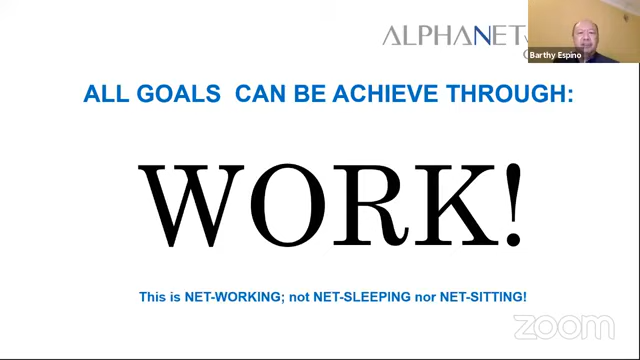 ALPHANET
Barthy Espino
ALL GOALS CAN BE ACHIEVE THROUGH:
WORK!
This is NET-WORKING; not NET-SLEEPING nor NET-SITTING!
zoom